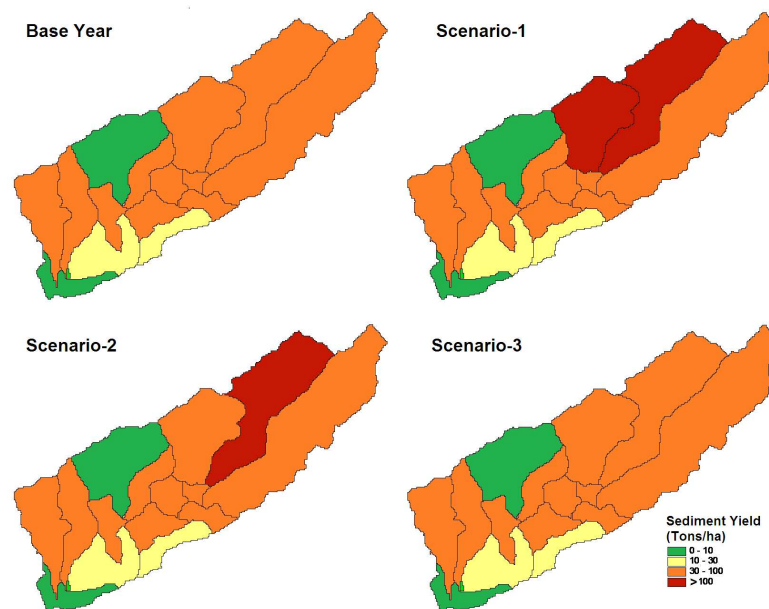 Base Year
Scenario-1
Scenario-2
Scenario-3
Sediment Yield
(Tons/ha)
0 - 10
10 - 30
30 - 100
>100